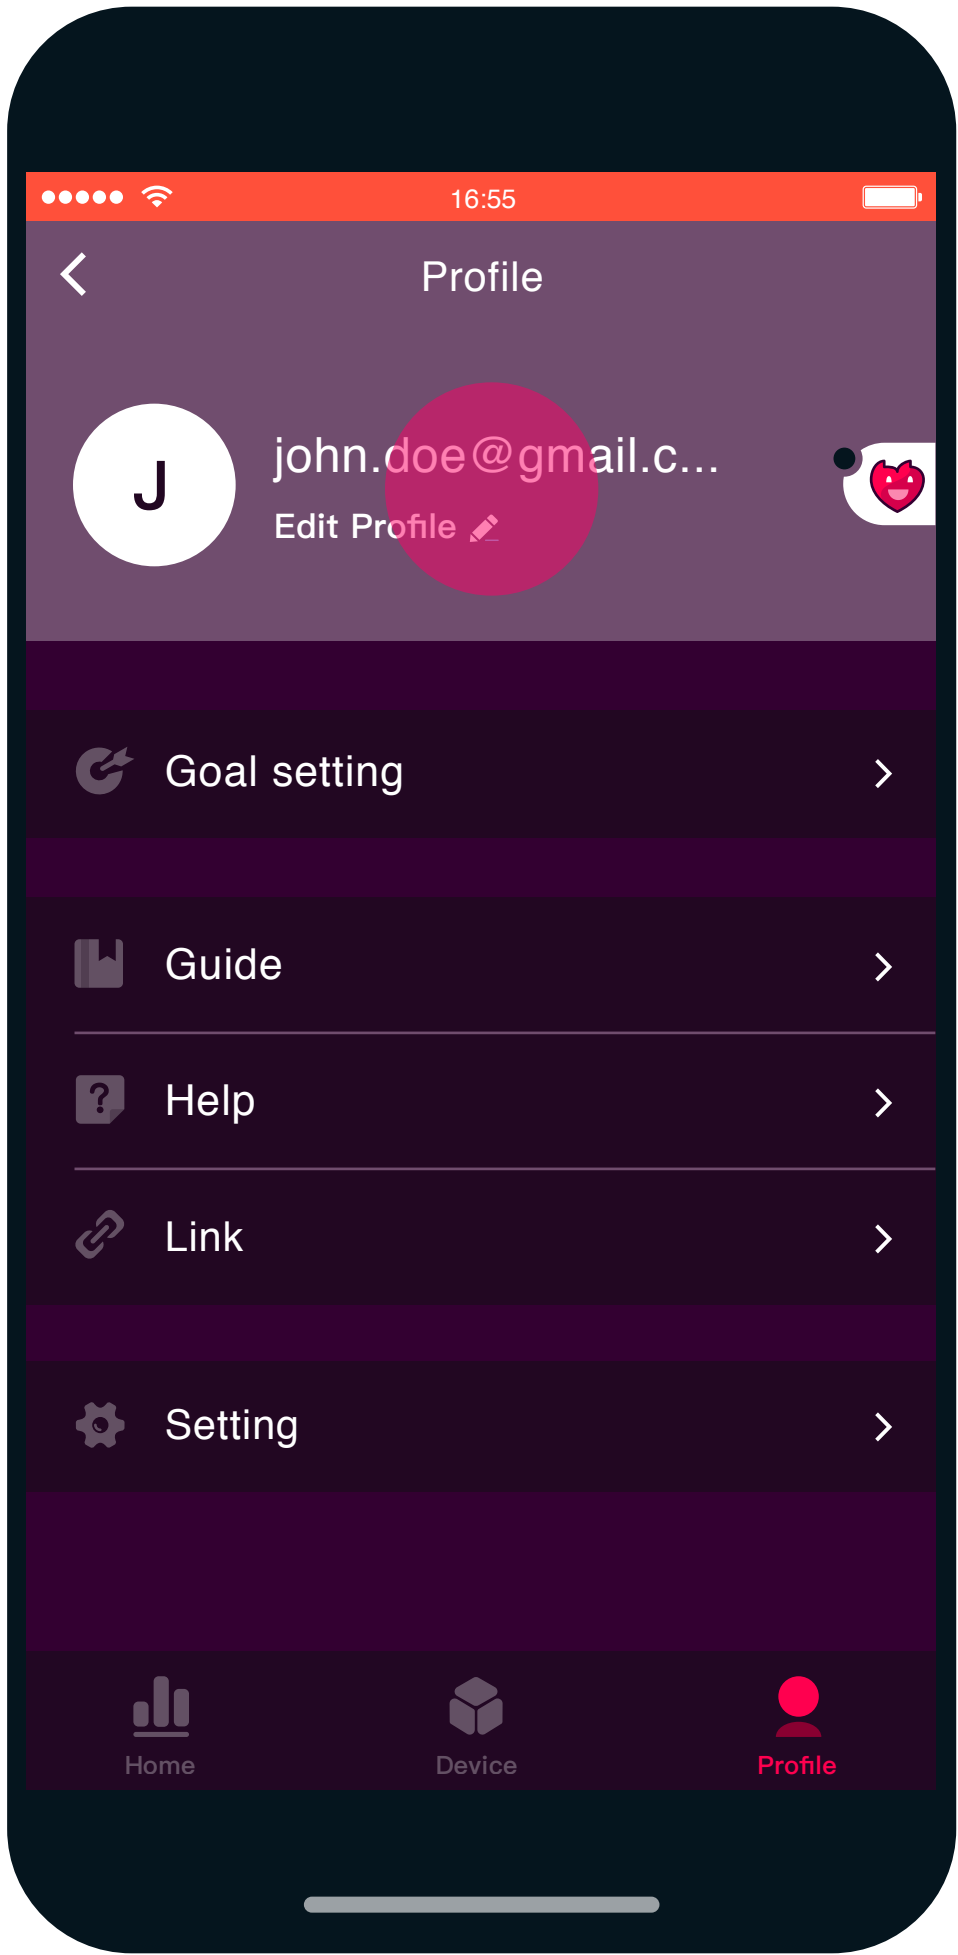 16:55
Profile
J
john.doe@gmail.c...
Edit Profile
Goal setting
Guide
Help
Link
Setting
Home
Device
Profile